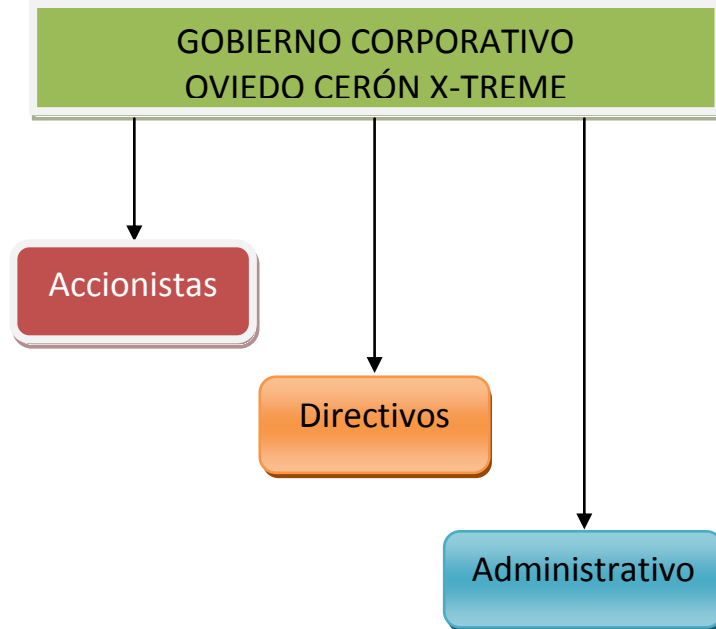 GOBIERNO CORPORATIVO
OVIEDO CERÓN X-TREME
Accionistas
Directivos
Administrativo